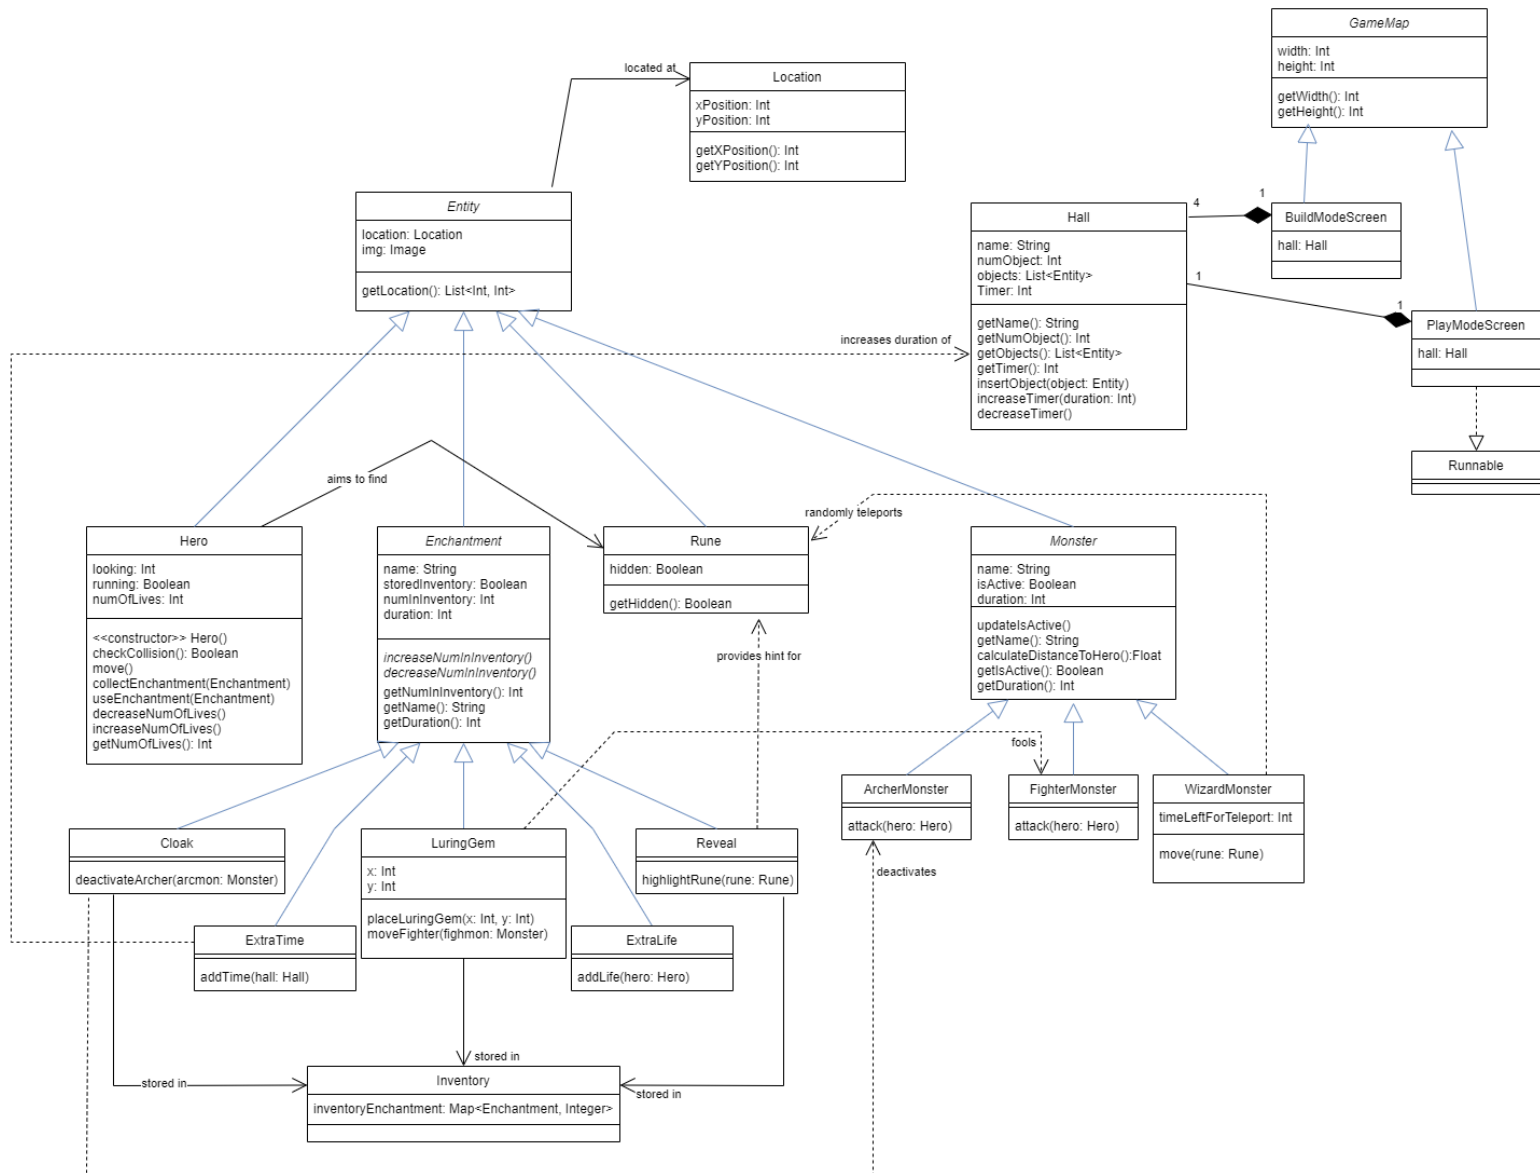 GameMap
width: Int
height: Int
getWidth(): Int
getHeight(): Int
located at
Location
xPosition: Int
yPosition: Int
getXPosition(): Int
getYPosition(): Int
Entity
location: Location
img: Image
getLocation(): List<Int, Int>
Hall
name: String
numObject: Int
objects: List<Entity>
Timer: Int
getName(): String
getNumObject(): Int
getObjects(): List<Entity>
getTimer(): Int
insertObject(object: Entity)
increaseTimer(duration: Int)
decreaseTimer()
4
1
BuildModeScreen
hall: Hall
1
1
PlayModeScreen
hall: Hall
Runnable
increases duration of
aims to find
randomly teleports
Hero
looking: Int
running: Boolean
numOfLives: Int
<<constructor>> Hero()
checkCollision(): Boolean
move()
collectEnchantment(Enchantment)
useEnchantment(Enchantment)
decreaseNumOfLives()
increaseNumOfLives()
getNumOfLives(): Int
Enchantment
name: String
storedInventory: Boolean
numInInventory: Int
duration: Int
increaseNumInInventory()
decreaseNumInInventory()
getNumInInventory(): Int
getName(): String
getDuration(): Int
Rune
hidden: Boolean
getHidden(): Boolean
provides hint for
Monster
name: String
isActive: Boolean
duration: Int
updateIsActive()
getName(): String
calculateDistanceToHero():Float
getIsActive(): Boolean
getDuration(): Int
fools
ArcherMonster
attack(hero: Hero)
FighterMonster
attack(hero: Hero)
WizardMonster
timeLeftForTeleport: Int
move(rune: Rune)
deactivates
Cloak
deactivateArcher(arcmon: Monster)
LuringGem
x: Int
y: Int
placeLuringGem(x: Int, y: Int)
moveFighter(fighmon: Monster)
Reveal
highlightRune(rune: Rune)
ExtraTime
addTime(hall: Hall)
ExtraLife
addLife(hero: Hero)
stored in
stored in
stored in
Inventory
inventoryEnchantment: Map<Enchantment, Integer>